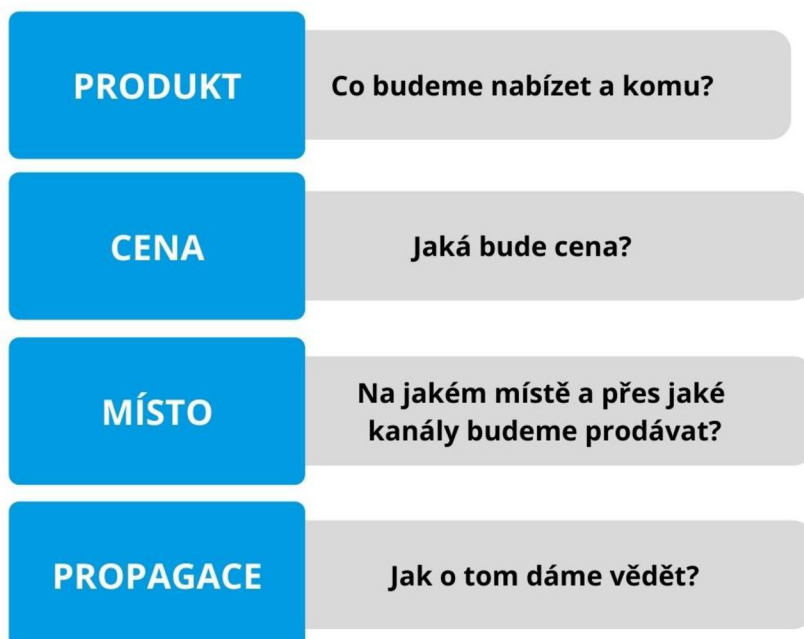 PRODUKT
Co budeme nabízet a komu?
CENA
Jaká bude cena?
MÍSTO
Na jakém místě a přes jaké
kanály budeme prodávat?
PROPAGACE
Jak o tom dáme vědět?